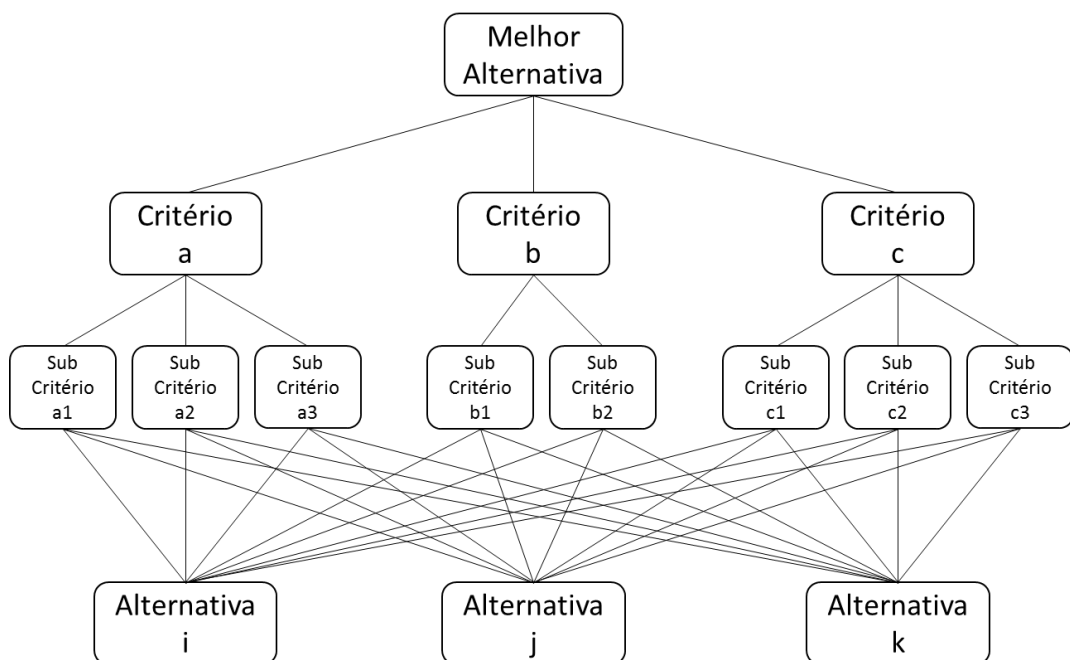 Melhor
Alternativa
Critério
a
Critério
b
Critério
c
Sub
Critério
a1
Sub
Critério
a2
Sub
Critério
a3
Sub
Critério
b1
Sub
Critério
b2
Sub
Critério
c1
Sub
Critério
c2
Sub
Critério
c3
Alternativa
i
Alternativa
j
Alternativa
k